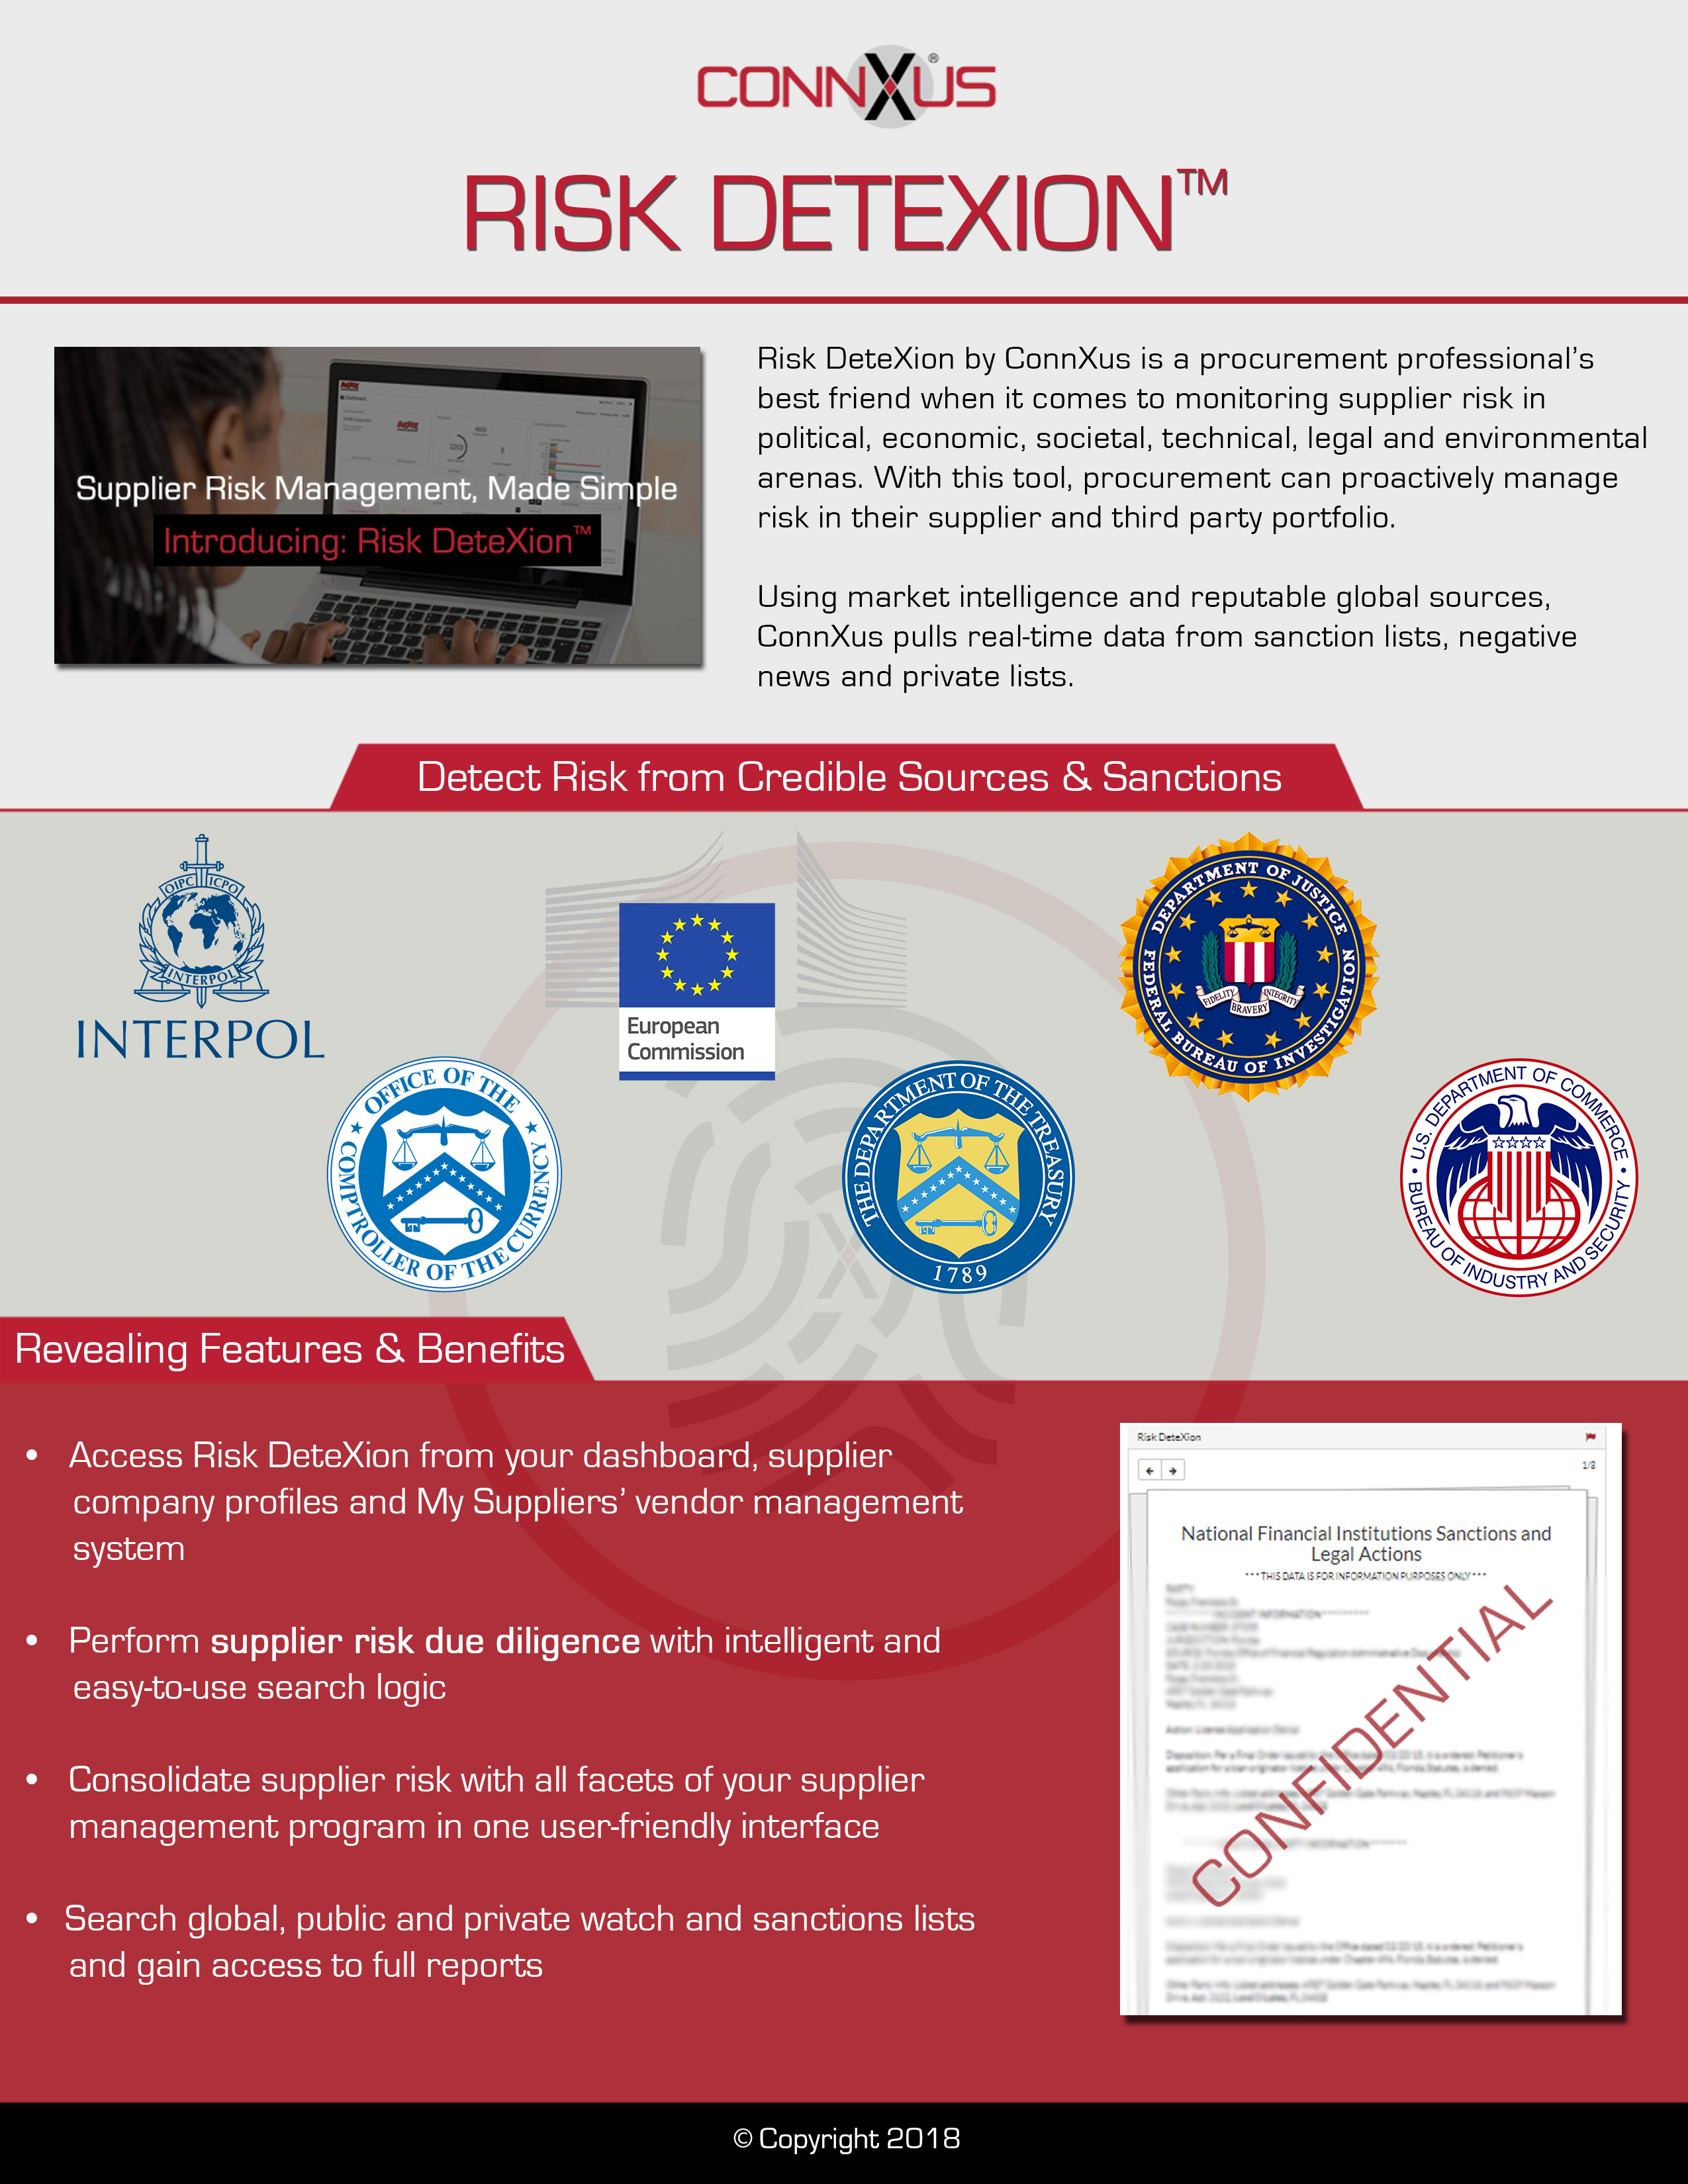 CONNXUS®
RISK DETEXION™
Supplier Risk Management, Made Simple
Introducing: Risk DeteXion™
Risk DeteXion by ConnXus is a procurement professional's
best friend when it comes to monitoring supplier risk in
political, economic, societal, technical, legal and environmental
arenas. With this tool, procurement can proactively manage
risk in their supplier and third party portfolio.
Using market intelligence and reputable global sources,
ConnXus pulls real-time data from sanction lists, negative
news and private lists.
Detect Risk from Credible Sources & Sanctions
OIPC ICPO
INTERPOL
INTERPOL
European
Commission
DEPARTMENT OF JUSTICE
FEDERAL BUREAU OF INVESTIGATION
FIDELITY BRAVERY INTEGRITY
OFFICE OF THE
COMPTROLLER OF THE CURRENCY
THE DEPARTMENT OF THE TREASURY
1789
U.S. DEPARTMENT OF COMMERCE
BUREAU OF INDUSTRY AND SECURITY
Revealing Features & Benefits
• Access Risk DeteXion from your dashboard, supplier
company profiles and My Suppliers' vendor management
system
• Perform supplier risk due diligence with intelligent and
easy-to-use search logic
• Consolidate supplier risk with all facets of your supplier
management program in one user-friendly interface
• Search global, public and private watch and sanctions lists
and gain access to full reports
Risk DeteXion
1/8
National Financial Institutions Sanctions and
Legal Actions
***THIS DATA IS FOR INFORMATION PURPOSES ONLY***
CONFIDENTIAL
© Copyright 2018